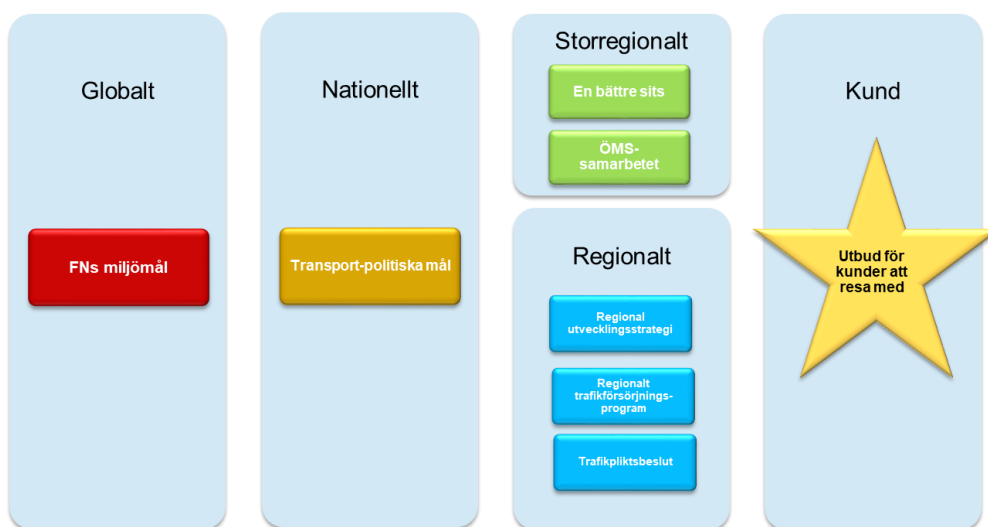 Globalt
FNs miljömål
Nationellt
Transport-politiska mål
Storregionalt
En bättre sits
ÖMS-
samarbetet
Regionalt
Regional
utvecklingsstrategi
Regionalt
trafikförsörjnings-
program
Trafikpliktsbeslut
Kund
Utbud för
kunder att
resa med